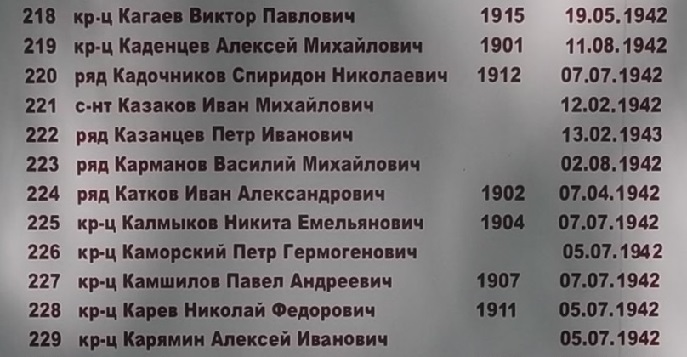 218 кр-ц Кагаев Виктор Павлович 1915 19.05.1942
219 кр-ц Каденцев Алексей Михайлович 1901 11.08.1942
220 ряд Кадочников Спиридон Николаевич 1912 07.07.1942
221 с-нт Казаков Иван Михайлович 12.02.1942
222 ряд Казанцев Петр Иванович 13.02.1943
223 ряд Карманов Василий Михайлович 02.08.1942
224 ряд Катков Иван Александрович 1902 07.04.1942
225 кр-ц Калмыков Никита Емельянович 1904 07.07.1942
226 кр-ц Каморский Петр Гермогенович 05.07.1942
227 кр-ц Камшилов Павел Андреевич 1907 07.07.1942
228 кр-ц Карев Николай Федорович 1911 05.07.1942
229 кр-ц Карямин Алексей Иванович 05.07.1942